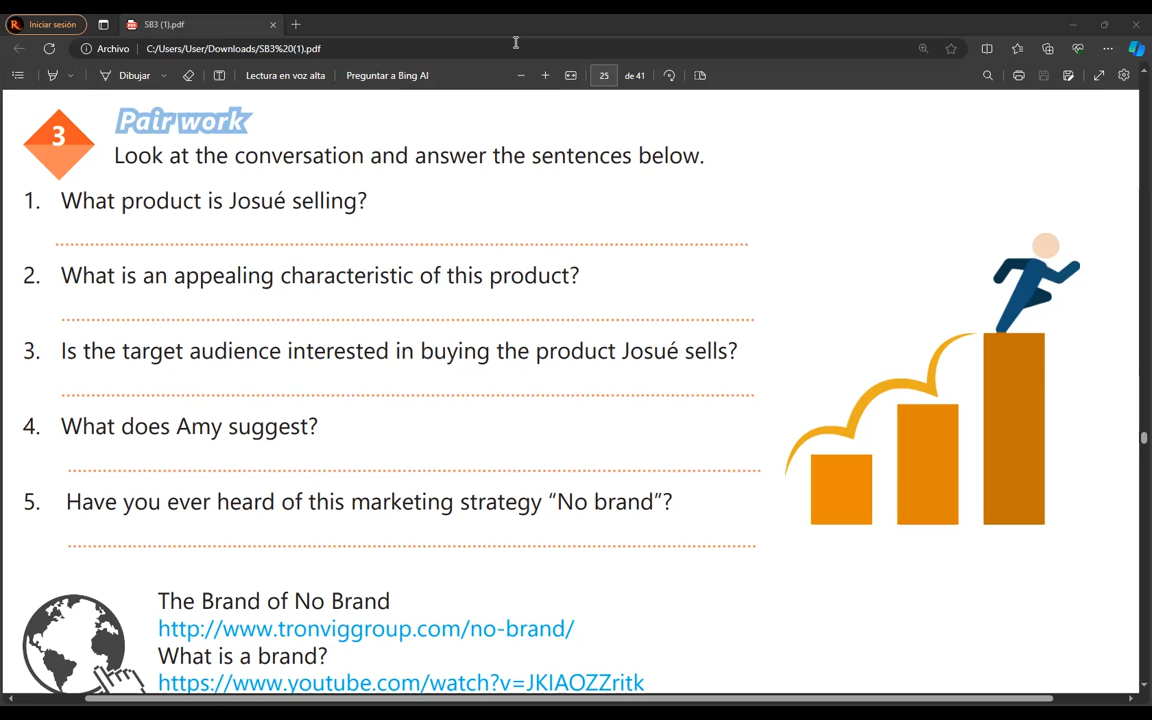 Iniciar sesión
SB3 (1).pdf
Archivo
C:/Users/User/Downloads/SB3%20(1).pdf
Dibujar
Lectura en voz alta
Preguntar a Bing AI
25
de 41
3
Pair work
Look at the conversation and answer the sentences below.
1. What product is Josué selling?
2. What is an appealing characteristic of this product?
3. Is the target audience interested in buying the product Josué sells?
4. What does Amy suggest?
5. Have you ever heard of this marketing strategy “No brand”?
The Brand of No Brand
http://www.tronviggroup.com/no-brand/
What is a brand?
https://www.youtube.com/watch?v=JKIAOZZritk